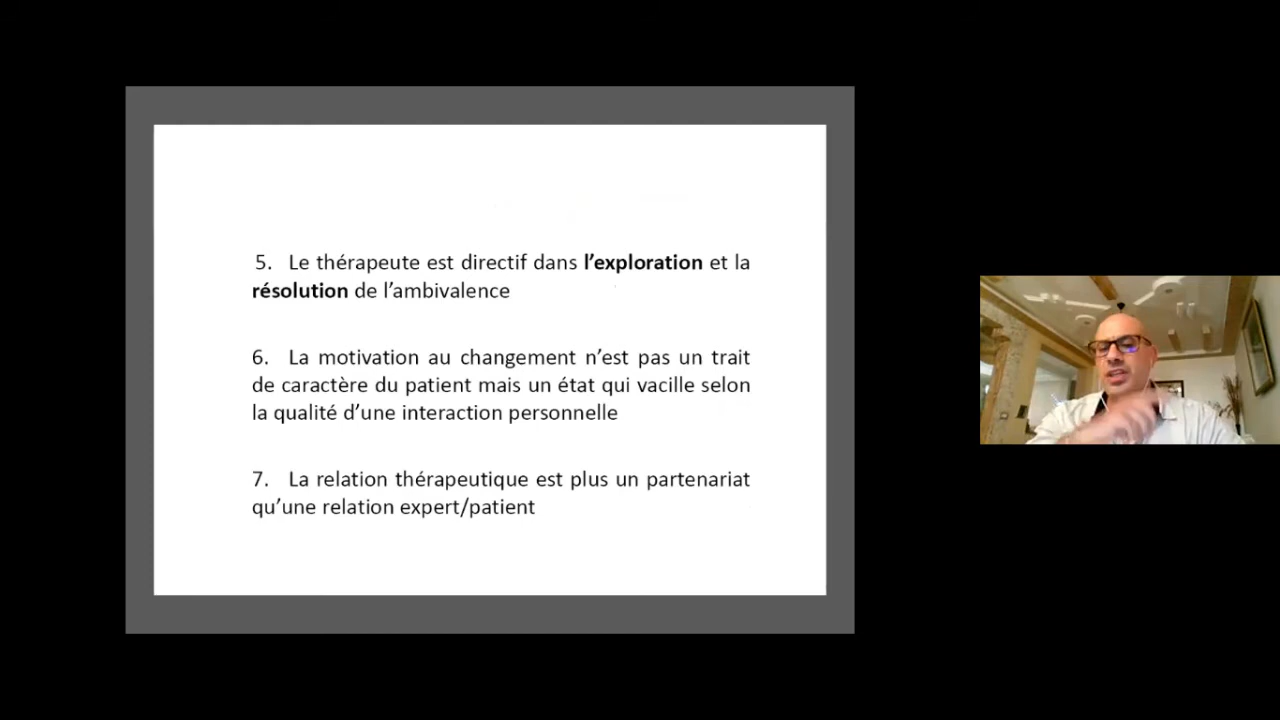 5. Le thérapeute est directif dans l’exploration et la
résolution de l’ambivalence
6. La motivation au changement n’est pas un trait
de caractère du patient mais un état qui vacille selon
la qualité d’une interaction personnelle
7. La relation thérapeutique est plus un partenariat
qu’une relation expert/patient